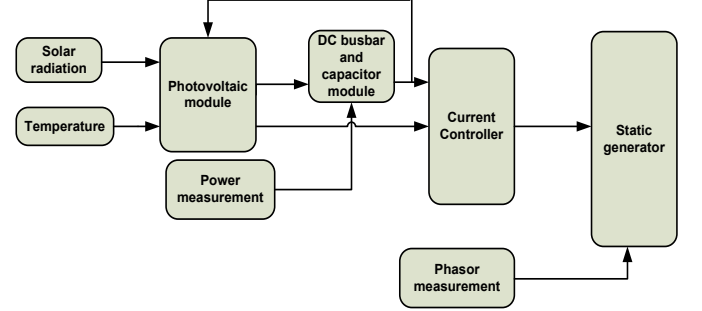 Solar
radiation
Temperature
Photovoltaic
module
DC busbar
and
capacitor
module
Power
measurement
Current
Controller
Static
generator
Phasor
measurement